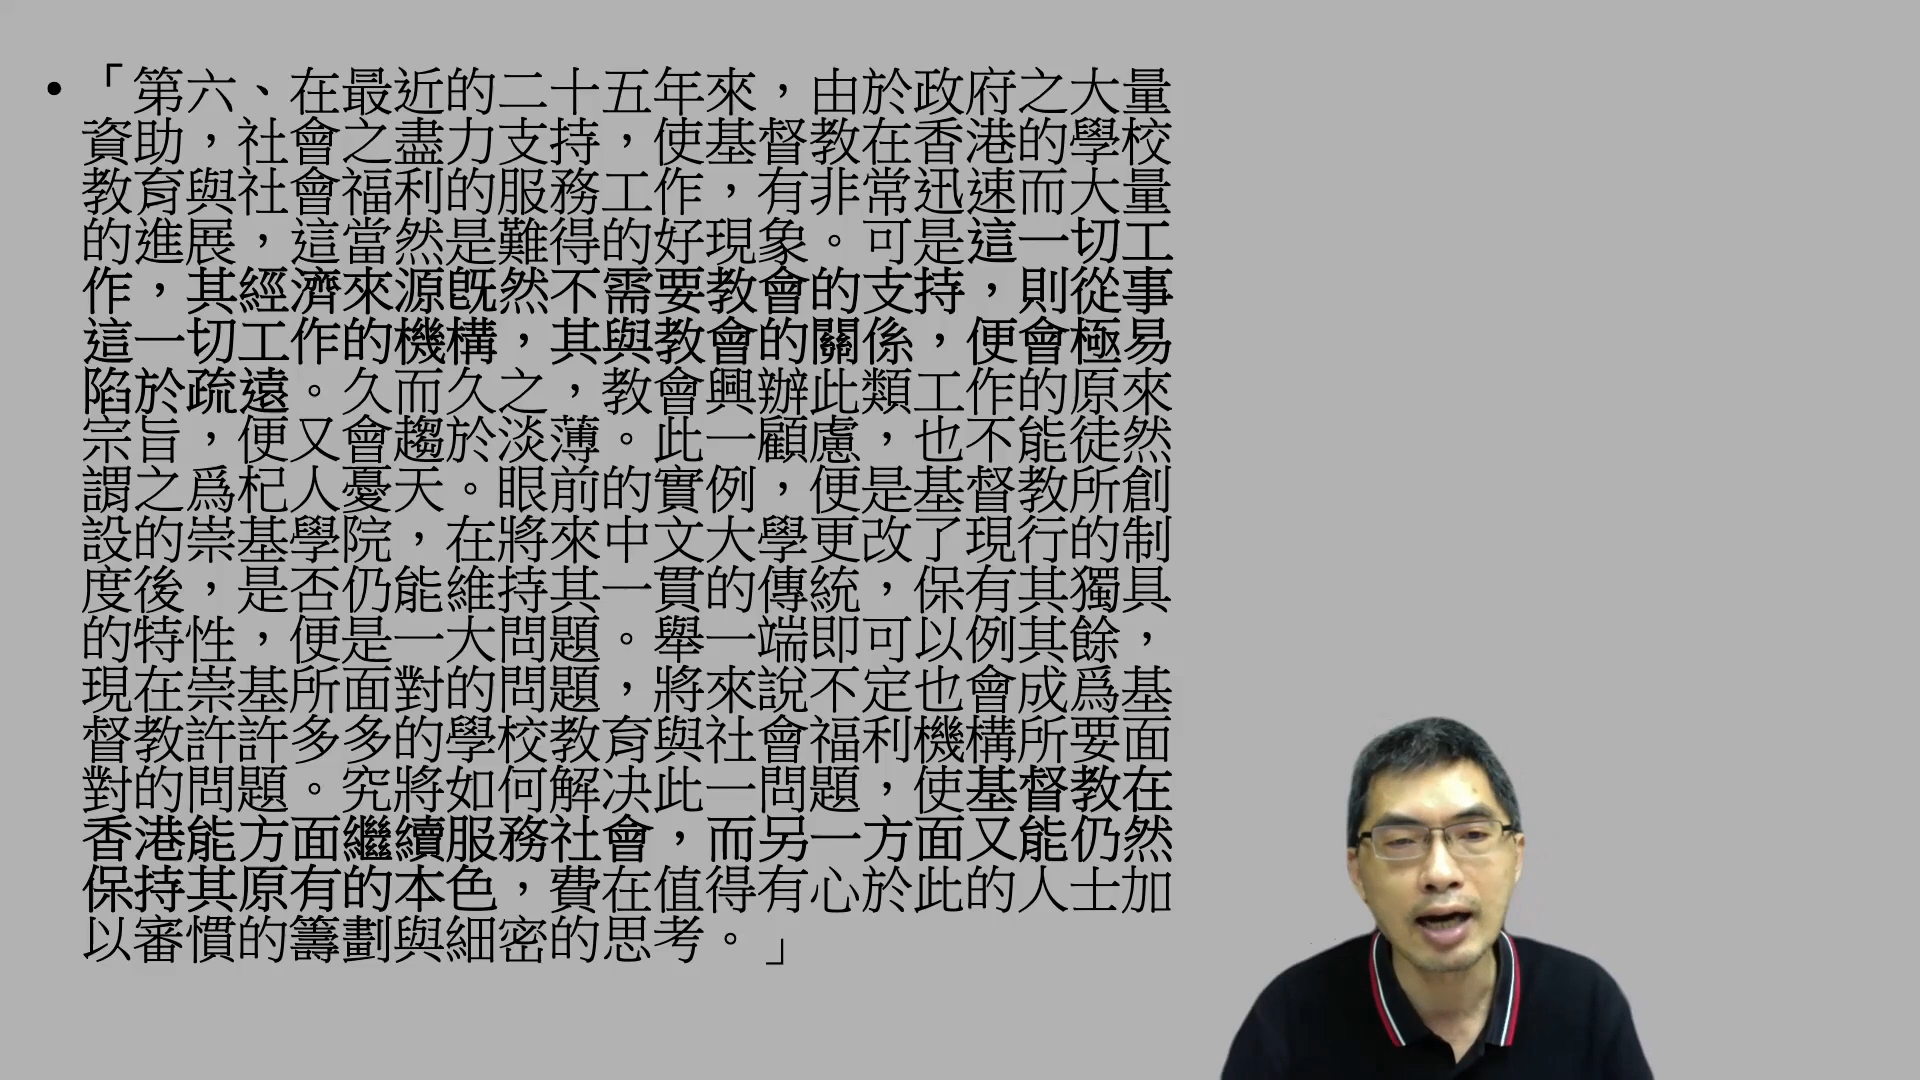 • 「第六、在最近的二十五年來，由於政府之大量
資助，社會之盡力支持，使基督教在香港的學校
教育與社會福利的服務工作，有非常迅速而大量
的進展，這當然是難得的好現象。可是這一切工
作，其經濟來源既然不需要教會的支持，則從事
這一切工作的機構，其與教會的關係，便會極易
陷於疏遠。久而久之，教會興辦此類工作的原來
宗旨，便又會趨於淡薄。此一顧慮，也不能徒然
謂之爲杞人憂天。眼前的實例，便是基督教所創
設的崇基學院，在將來中文大學更改了現行的制
度後，是否仍能維持其一貫的傳統，保有其獨具
的特性，便是一大問題。舉一端即可以例其餘，
現在崇基所面對的問題，將來說不定也會成爲基
督教許許多多的學校教育與社會福利機構所要面
對的問題。究將如何解决此一問題，使基督教在
香港能方面繼續服務社會，而另一方面又能仍然
保持其原有的本色，費在值得有心於此的人士加
以審慣的籌劃與細密的思考。」